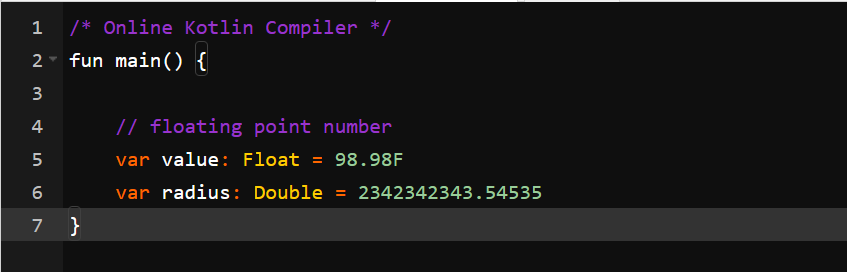 1 /* Online Kotlin Compiler */
2 fun main() {
3
4 // floating point number
5 var value: Float = 98.98F
6 var radius: Double = 2342342343.54535
7 }